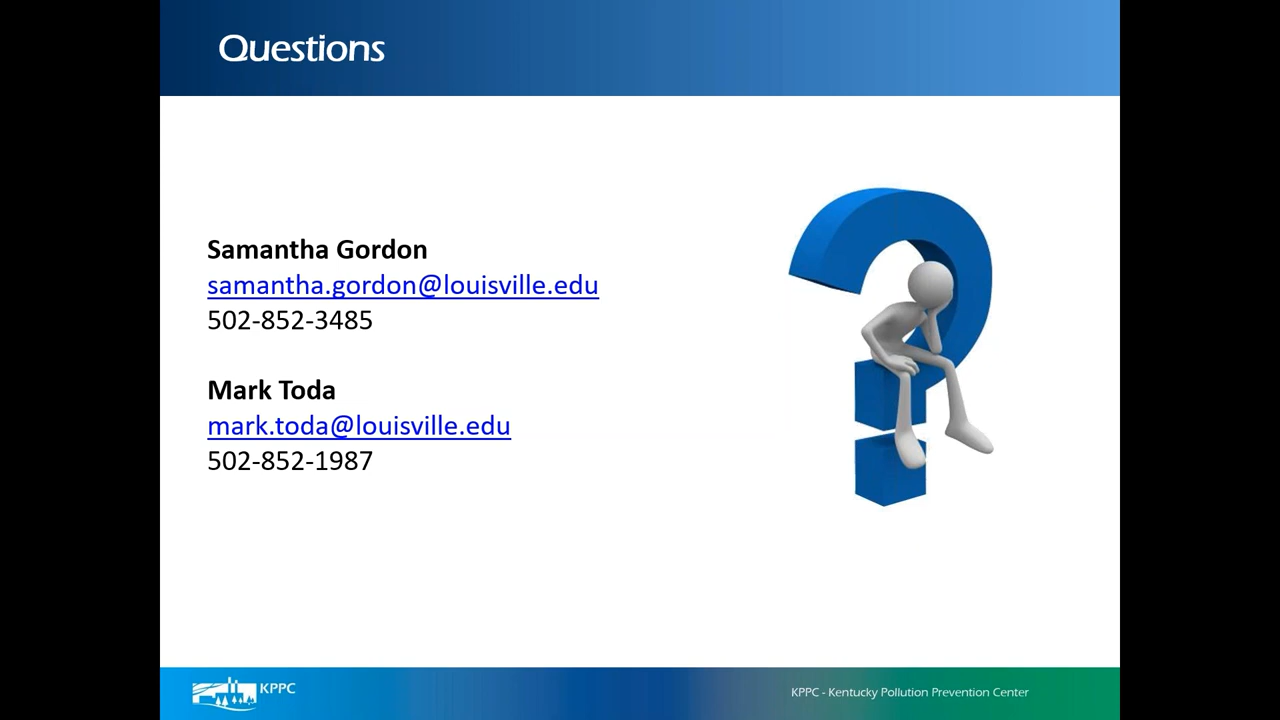 Questions
Samantha Gordon
samantha.gordon@louisville.edu
502-852-3485
Mark Toda
mark.toda@louisville.edu
502-852-1987
KPPC
KPPC - Kentucky Pollution Prevention Center